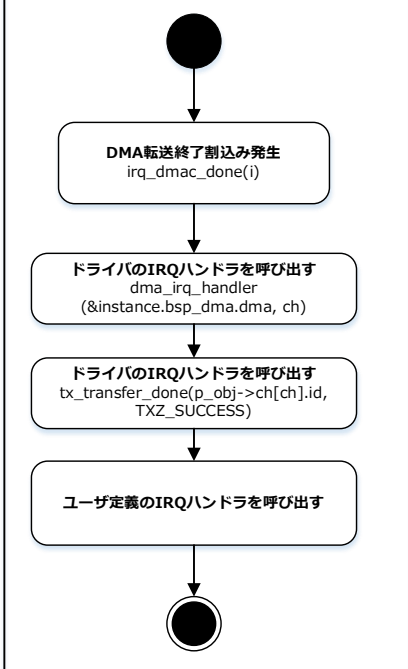 DMA転送終了割込み発生
irq_dmac_done(i)
ドライバのIRQハンドラを呼び出す
dma_irq_handler
(&instance.bsp_dma.dma, ch)
ドライバのIRQハンドラを呼び出す
tx_transfer_done(p_obj->ch[ch].id,
TXZ_SUCCESS)
ユーザ定義のIRQハンドラを呼び出す